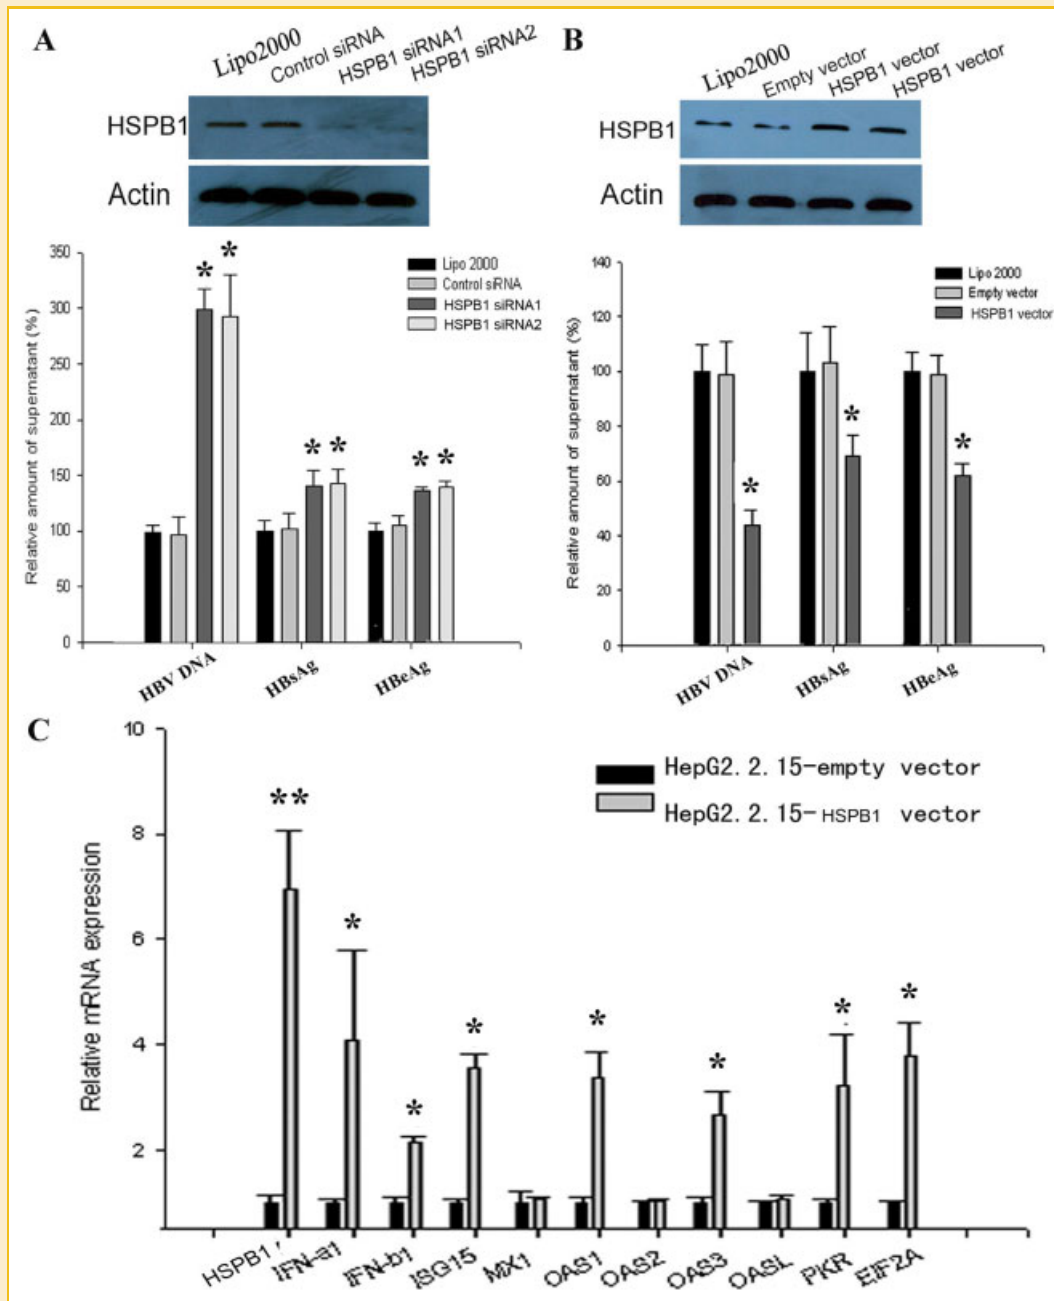 A
Lipo2000
Control siRNA
HSPB1 siRNA1
HSPB1 siRNA2
HSPB1
Actin
350
300
350
200
150
100
50
0
Relative amount of supernatant (%)
Lipo 2000
Control siRNA
HSPB1 siRNA1
HSPB1 siRNA2
* * * * * *
HBV DNA
HBsAg
HBeAg
B
Lipo2000
Empty vector
HSPB1 vector
HSPB1 vector
HSPB1
Actin
140
120
100
80
60
40
20
0
Relative amount of supernatant (%)
Lipo 2000
Empty vector
HSPB1 vector
* * *
HBV DNA
HBsAg
HBeAg
C
10
8
6
4
2
Relative mRNA expression
HepG2.2.15-empty vector
HepG2.2.15-HSPB1 vector
** * * * * * * *
HSPB1
IFN-a1
IFN-b1
ISG15
MX1
OAS1
OAS2
OAS3
OASL
PKR
EIF2A